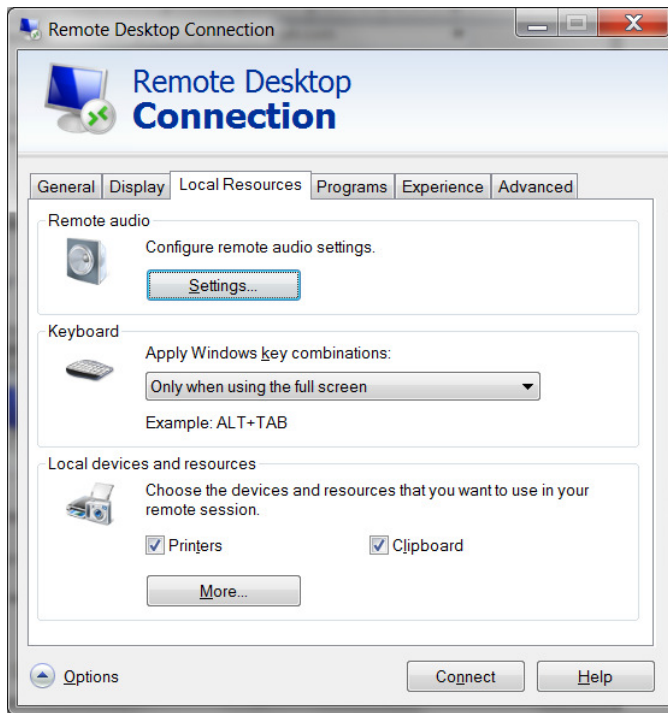 Remote Desktop Connection
Remote Desktop
Connection
General Display Local Resources Programs Experience Advanced
Remote audio
Configure remote audio settings.
Settings...
Keyboard
Apply Windows key combinations:
Only when using the full screen
Example: ALT+TAB
Local devices and resources
Choose the devices and resources that you want to use in your
remote session.
Printers Clipboard
More...
Options Connect Help